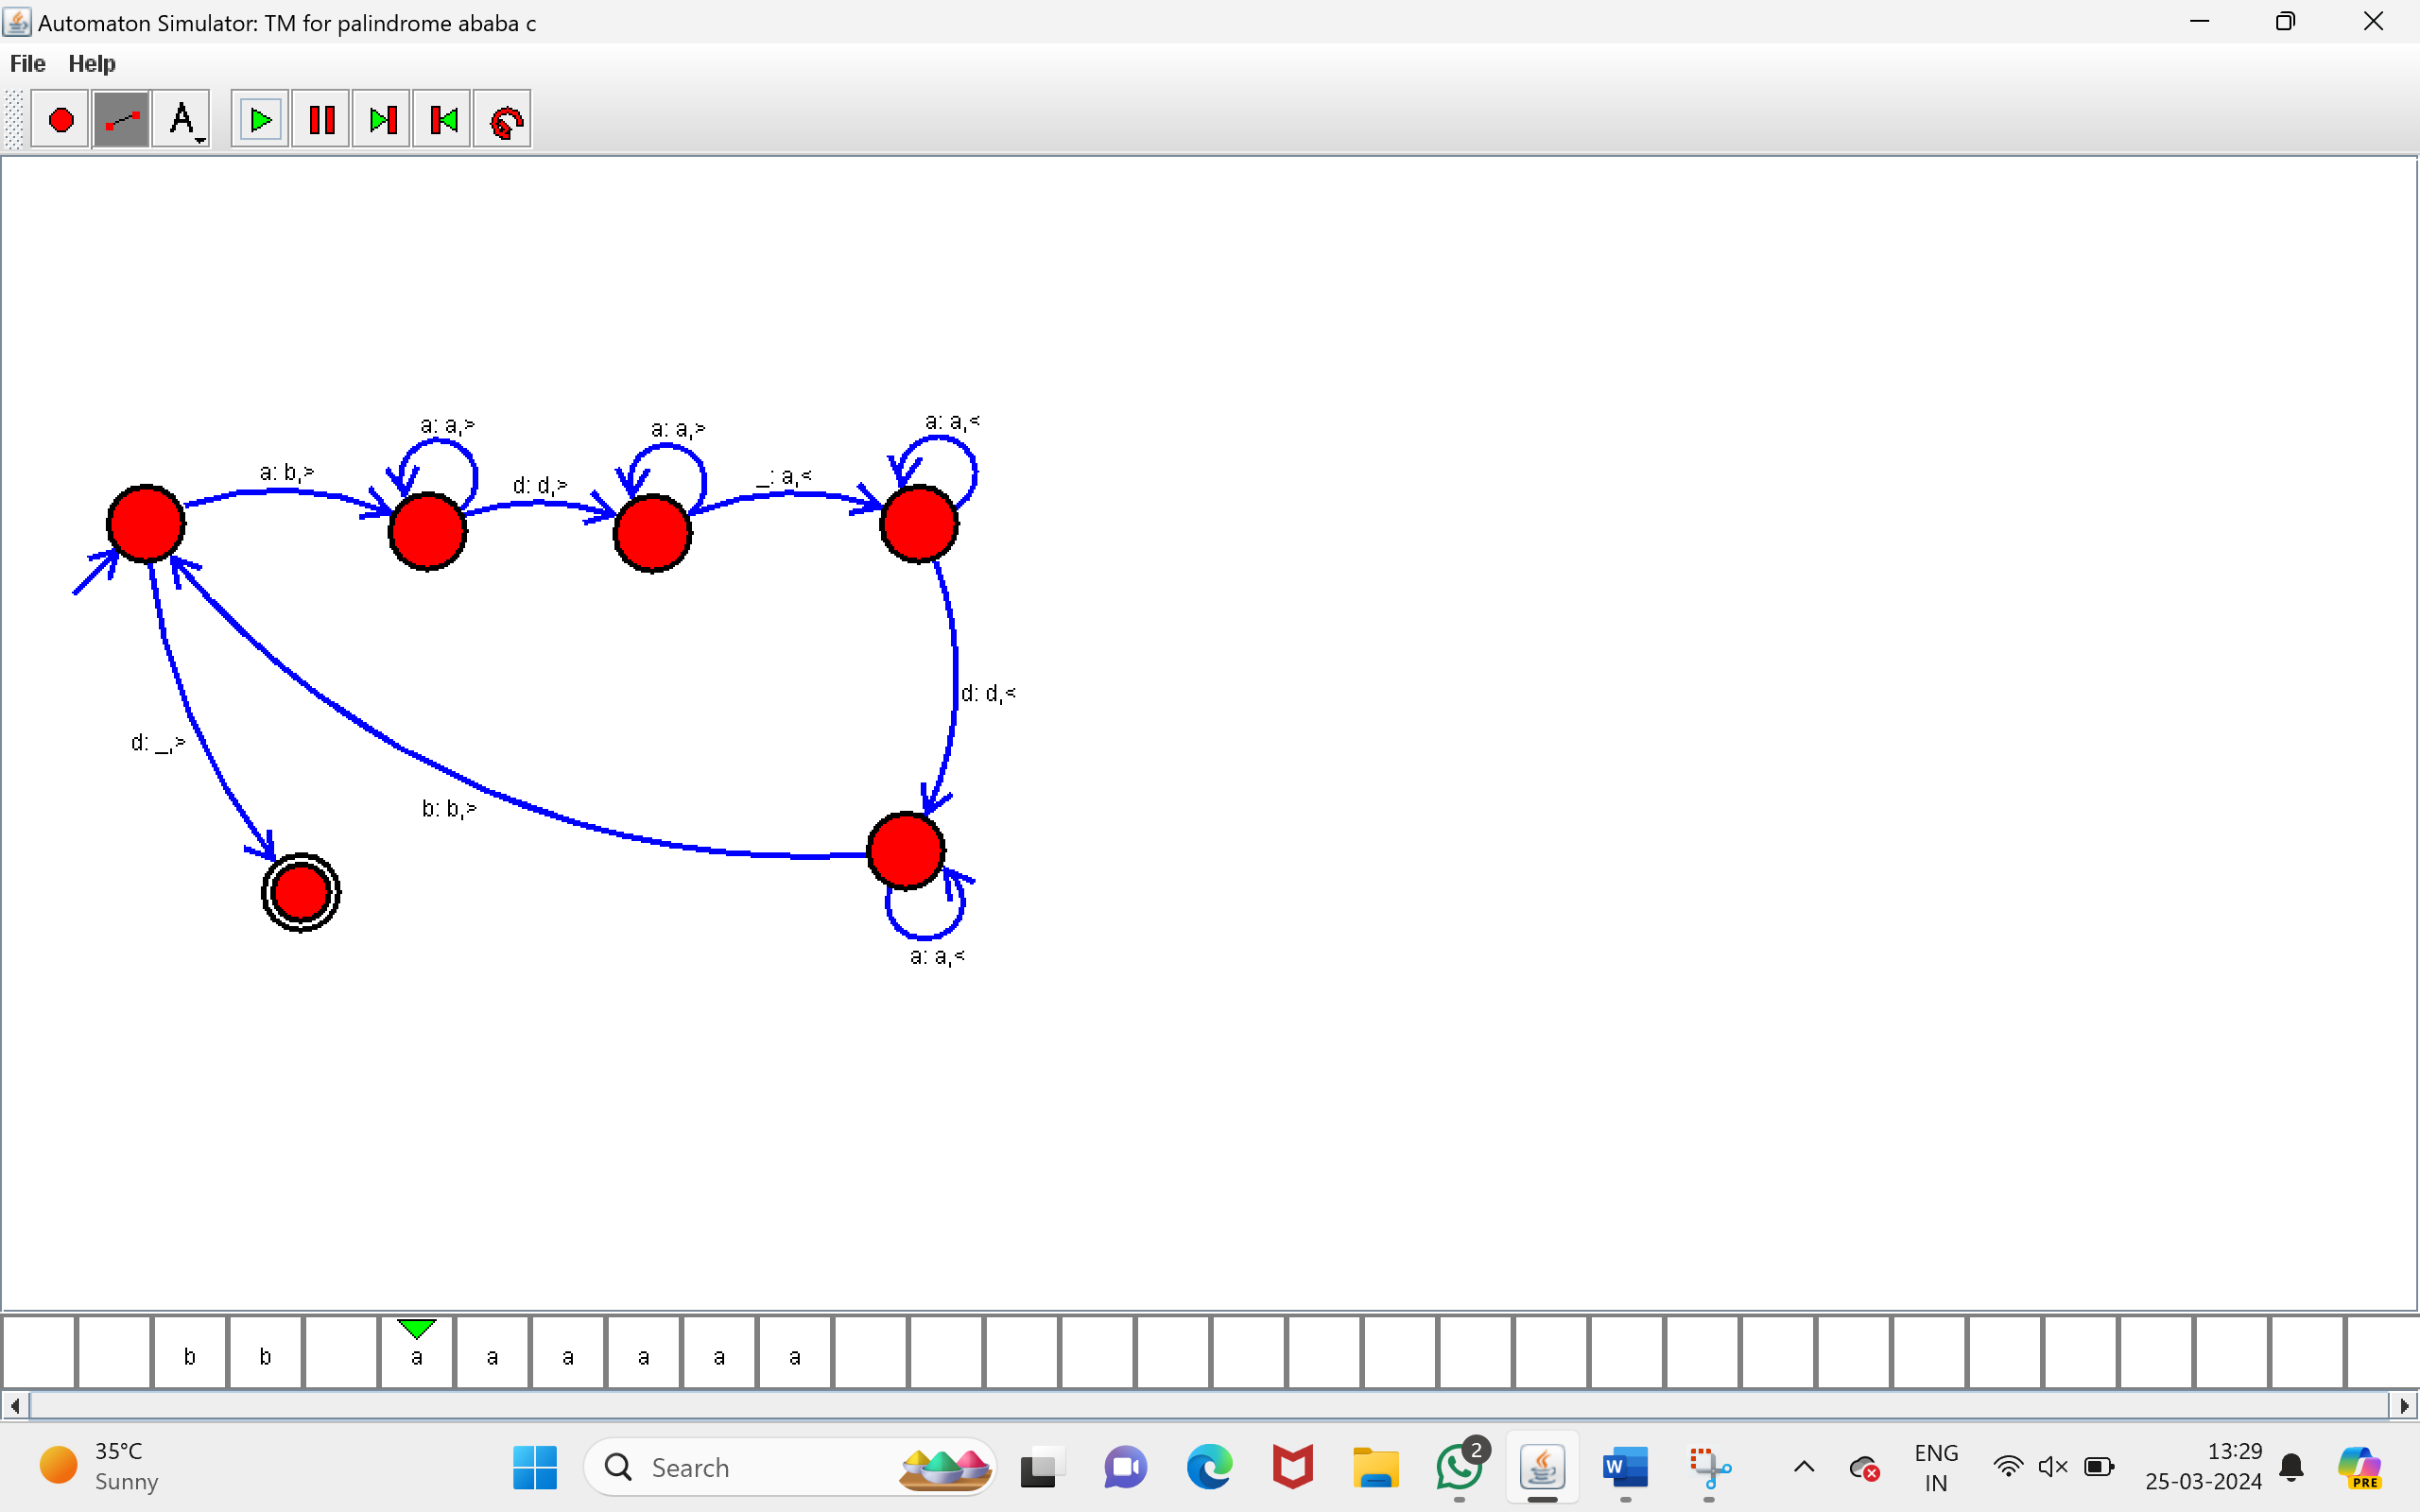 Automaton Simulator: TM for palindrome ababa c
File Help
A
a: a,> a: a,> a: a,<
a: b,> d: d,> _: a,<
d: d,<
d: _,>
b: b,>
a: a,<
b b a a a a a a
35°C
Sunny
Search
2
W
ENG
IN
13:29
25-03-2024
PRE